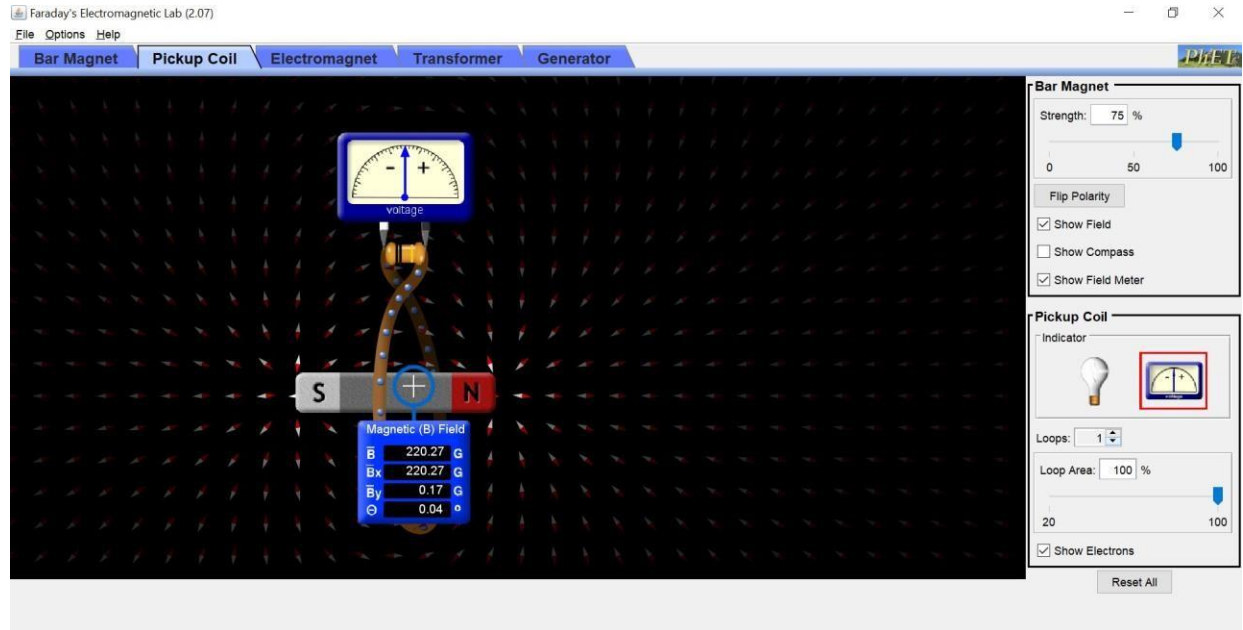 Faraday's Electromagnetic Lab (2.07)
File Options Help
Bar Magnet Pickup Coil Electromagnet Transformer Generator
PhET
- +
voltage
S N
Magnetic (B) Field
B 220.27 G
Bx 220.27 G
By 0.17 G
Θ 0.04 °
Bar Magnet
Strength: 75 %
0 50 100
Flip Polarity
Show Field
Show Compass
Show Field Meter
Pickup Coil
Indicator
- +
voltage
Loops: 1
Loop Area: 100 %
20 100
Show Electrons
Reset All